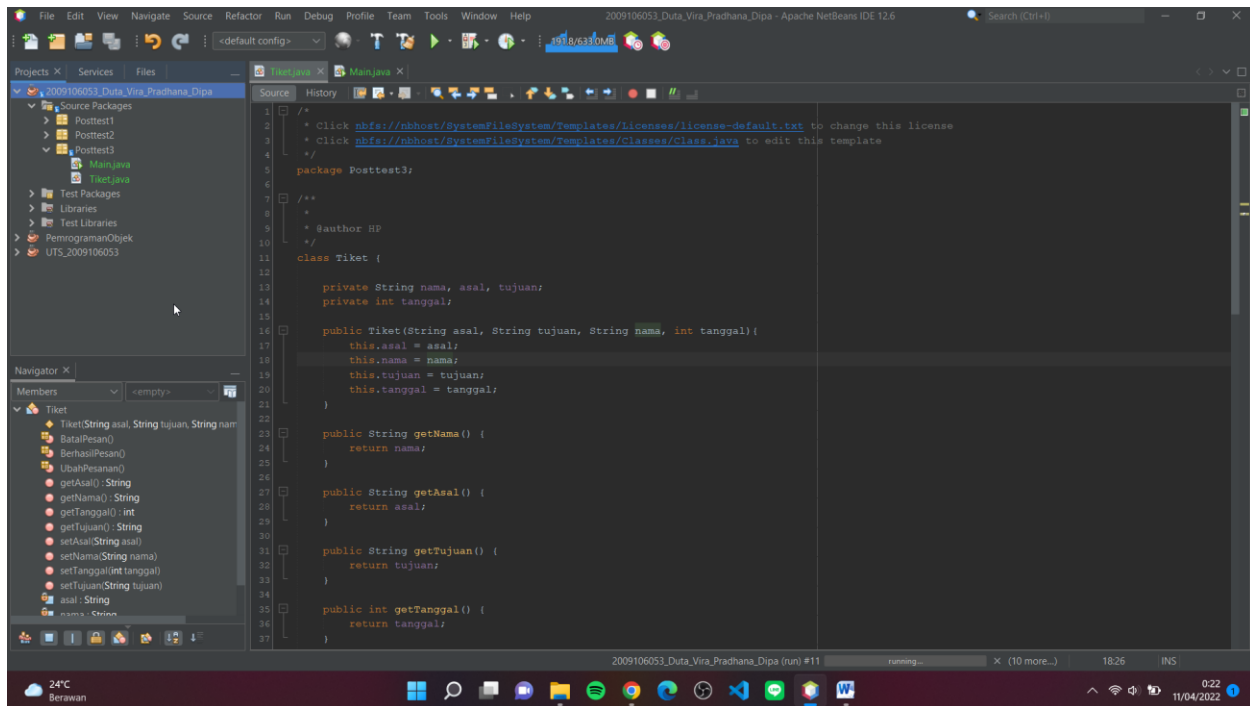 File Edit View Navigate Source Refactor Run Debug Profile Team Tools Window Help 2009106053_Duta_Vira_Pradhana_Dipa - Apache NetBeans IDE 12.6 Search (Ctrl+I)
<default config> 191.8/633.0MB
Projects Services Files Tiket.java Main.java
Source History
2009106053_Duta_Vira_Pradhana_Dipa
Source Packages
Posttest1
Posttest2
Posttest3
Main.java
Tiket.java
Test Packages
Libraries
Test Libraries
PemrogramanObjek
UTS_2009106053
Navigator
Members <empty>
Tiket
Tiket(String asal, String tujuan, String nam
BatalPesan()
BerhasilPesan()
UbahPesanan()
getAsal() : String
getNama() : String
getTanggal() : int
getTujuan() : String
setAsal(String asal)
setNama(String nama)
setTanggal(int tanggal)
setTujuan(String tujuan)
asal : String
nama : String
1 /*
2 * Click nbfs://nbhost/SystemFileSystem/Templates/Licenses/license-default.txt to change this license
3 * Click nbfs://nbhost/SystemFileSystem/Templates/Classes/Class.java to edit this template
4 */
5 package Posttest3;
6
7 /**
8 *
9 * @author HP
10 */
11 class Tiket {
12
13 private String nama, asal, tujuan;
14 private int tanggal;
15
16 public Tiket(String asal, String tujuan, String nama, int tanggal){
17 this.asal = asal;
18 this.nama = nama;
19 this.tujuan = tujuan;
20 this.tanggal = tanggal;
21 }
22
23 public String getNama() {
24 return nama;
25 }
26
27 public String getAsal() {
28 return asal;
29 }
30
31 public String getTujuan() {
32 return tujuan;
33 }
34
35 public int getTanggal() {
36 return tanggal;
37 }
2009106053_Duta_Vira_Pradhana_Dipa (run) #11 running... (10 more...) 18:26 INS
24°C
Berawan
0:22
11/04/2022 1